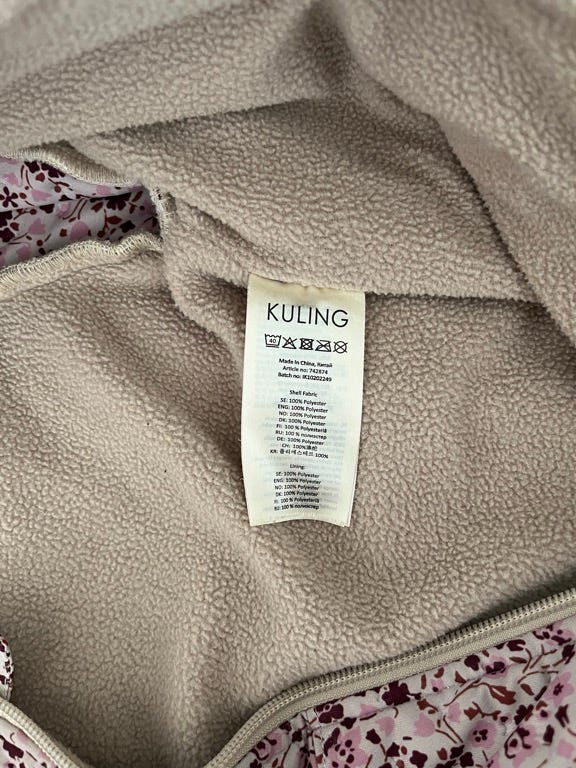 KULING
40
Made in China, Китай
Article no: 742874
Batch no: IK10202249
Shell Fabric
SE: 100% Polyester
ENG: 100% Polyester
NO: 100% Polyester
DK: 100% Polyester
FI: 100 % Polyesteriä
RU: 100 % полиэстер
DE: 100% Polyester
CH: 100%涤纶
KR: 폴리에스테르 100%
Lining:
SE: 100% Polyester
ENG: 100% Polyester
NO: 100% Polyester
DK: 100% Polyester
FI: 100 % Polyesteriä
RU: 100 % полиэстер